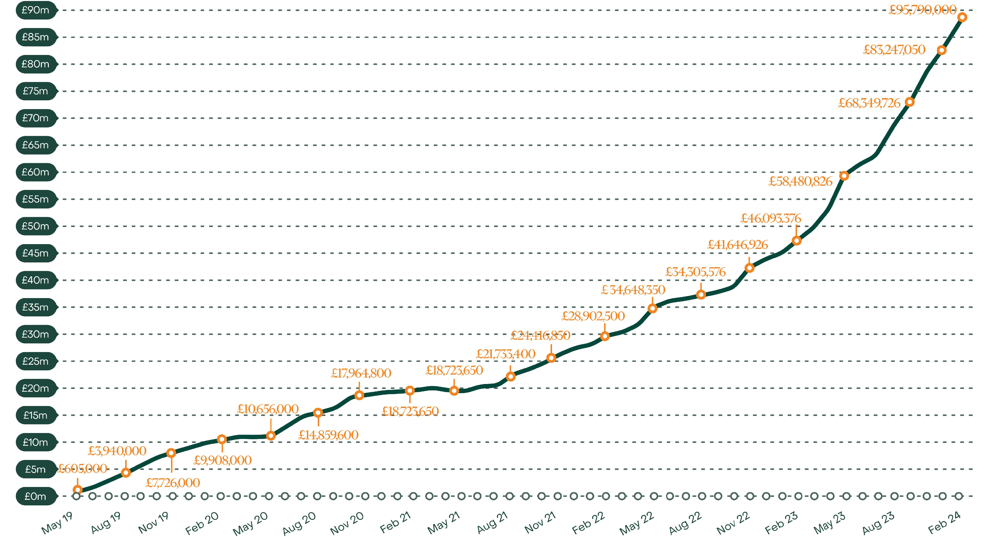 £90m
£95,790,000
£85m
£83,247,050
£80m
£75m
£68,349,726
£70m
£65m
£60m
£58,480,826
£55m
£46.093.376
£50m
£41,646,926
£45m
£34,305,576
£40m
£ 34,648,350
£35m
£28,902,500
£30m
£24,416,850
£21,733,400
£25m
£17,964,800
£18,723,650
£20m
£10,656,000
£18,723,650
£15m
£14,859,600
£10m
£3,940,000
£9,908,000
£5m
£605,000
£7,726,000
£0m
May 19
Aug 19
Nov 19
Feb 20
May 20
Aug 20
Nov 20
Feb 21
May 21
Aug 21
Nov 21
Feb 22
May 22
Aug 22
Nov 22
Feb 23
May 23
Aug 23
Feb 24